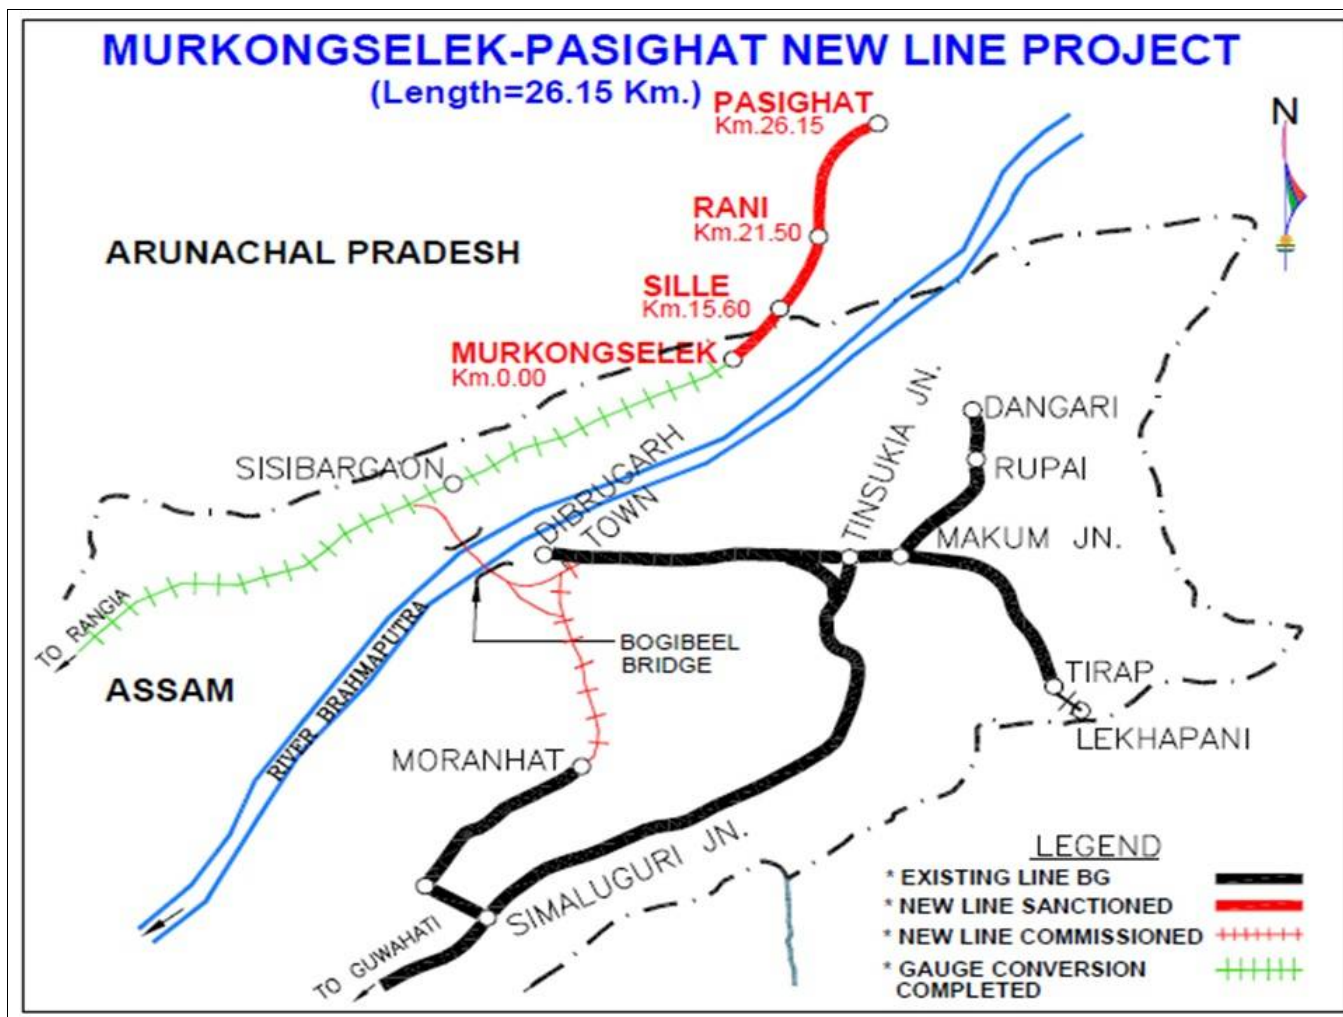 MURKONGSELEK-PASIGHAT NEW LINE PROJECT
(Length=26.15 Km.)
PASIGHAT
Km.26.15
N
RANI
Km.21.50
ARUNACHAL PRADESH
SILLE
Km.15.60
MURKONGSELEK
Km.0.00
DANGARI
SISIBARGAON
RUPAI
DIBRUGARH
TOWN
TINSUKIA JN.
MAKUM JN.
TO RANGIA
ASSAM
RIVER BRAHMAPUTRA
BOGIBEEL
BRIDGE
TIRAP
LEKHAPANI
MORANHAT
SIMALUGURI JN.
TO GUWAHATI
LEGEND
* EXISTING LINE BG
* NEW LINE SANCTIONED
* NEW LINE COMMISSIONED
* GAUGE CONVERSION
COMPLETED